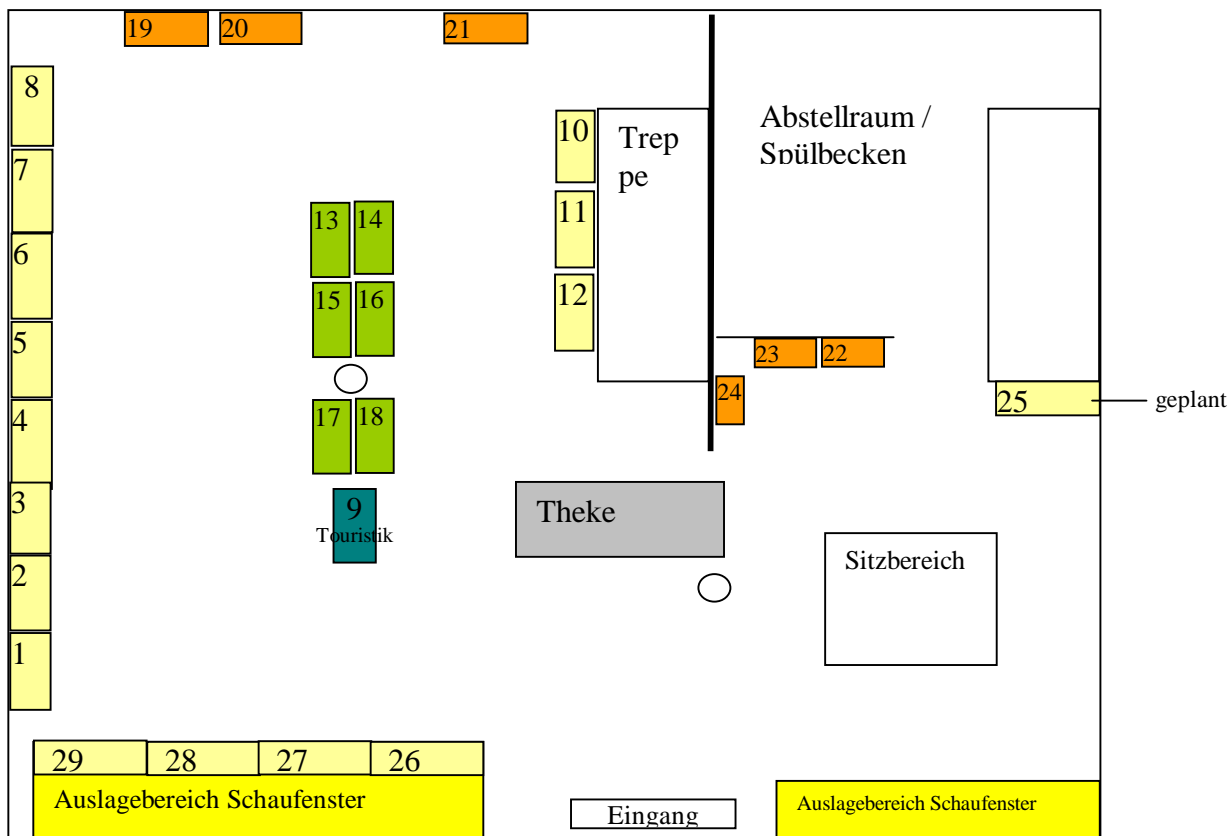 19
20
21
8
7
6
5
4
3
2
1
10
11
12
Trep
pe
Abstellraum /
Spülbecken
13
14
15
16
17
18
9
Touristik
23
22
24
25
geplant
Theke
Sitzbereich
29
28
27
26
Auslagebereich Schaufenster
Eingang
Auslagebereich Schaufenster